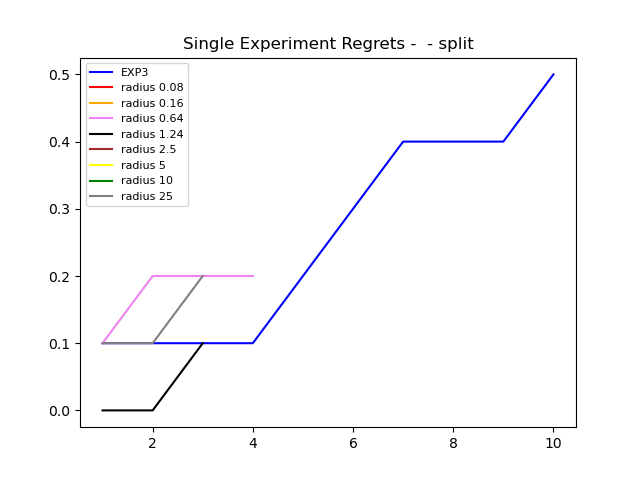 Single Experiment Regrets -  - split
EXP3
radius 0.08
radius 0.16
radius 0.64
radius 1.24
radius 2.5
radius 5
radius 10
radius 25
0.5
0.4
0.3
0.2
0.1
0.0
2 4 6 8 10